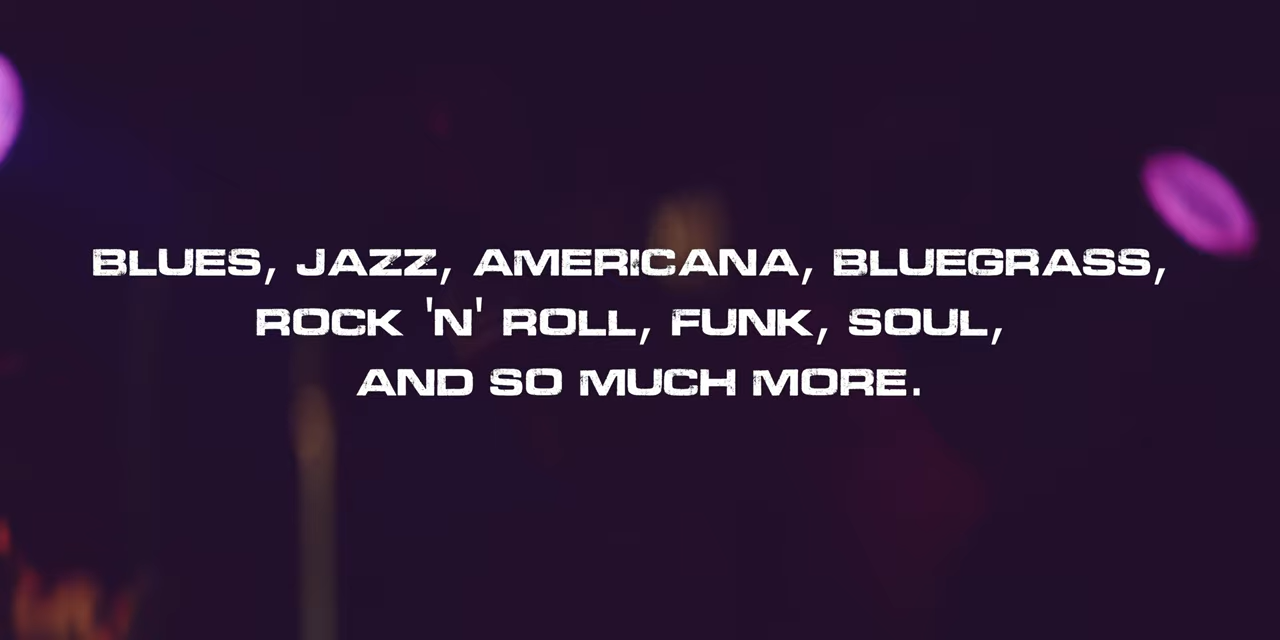 BLUES, JAZZ, AMERICANA, BLUEGRASS,
ROCK 'N' ROLL, FUNK, SOUL,
AND SO MUCH MORE.